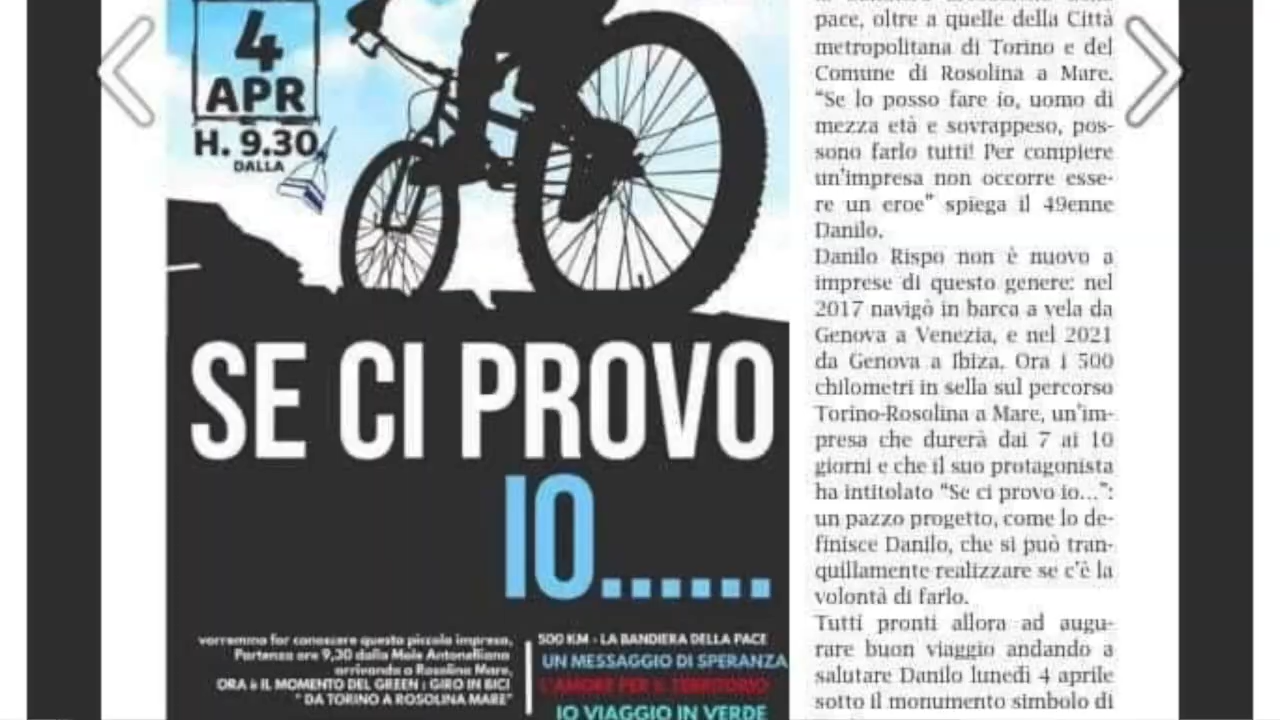 4
APR
H. 9.30
DALLA
SE CI PROVO
IO......
vorremmo far conoscere questa piccola impresa,
Partenza ore 9,30 dalla Mole Antonelliana
arrivando a Rosolina Mare,
ORA è IL MOMENTO DEL GREEN : GIRO IN BICI
" DA TORINO A ROSOLINA MARE"
500 KM - LA BANDIERA DELLA PACE
UN MESSAGGIO DI SPERANZA
L'AMORE PER IL TERRITORIO
IO VIAGGIO IN VERDE
pace, oltre a quelle della Città
metropolitana di Torino e del
Comune di Rosolina a Mare.
“Se lo posso fare io, uomo di
mezza età e sovrappeso, pos-
sono farlo tutti! Per compiere
un'impresa non occorre esse-
re un eroe” spiega il 49enne
Danilo.
Danilo Rispo non è nuovo a
imprese di questo genere: nel
2017 navigò in barca a vela da
Genova a Venezia, e nel 2021
da Genova a Ibiza. Ora i 500
chilometri in sella sul percorso
Torino-Rosolina a Mare, un'im-
presa che durerà dai 7 ai 10
giorni e che il suo protagonista
ha intitolato “Se ci provo io...”:
un pazzo progetto, come lo de-
finisce Danilo, che si può tran-
quillamente realizzare se c'è la
volontà di farlo.
Tutti pronti allora ad augu-
rare buon viaggio andando a
salutare Danilo lunedì 4 aprile
sotto il monumento simbolo di